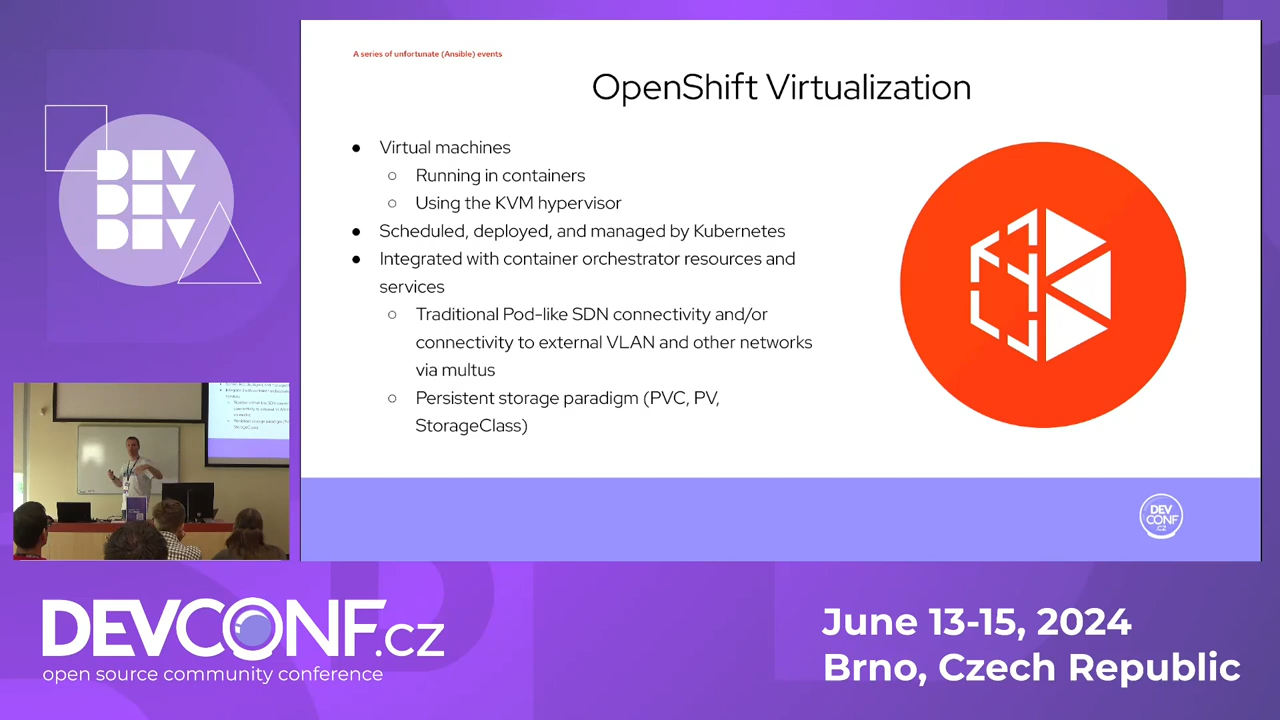 A series of unfortunate (Ansible) events
OpenShift Virtualization
● Virtual machines
○ Running in containers
○ Using the KVM hypervisor
● Scheduled, deployed, and managed by Kubernetes
● Integrated with container orchestrator resources and
services
○ Traditional Pod-like SDN connectivity and/or
connectivity to external VLAN and other networks
via multus
○ Persistent storage paradigm (PVC, PV,
StorageClass)
DEV
CONF
.cz
DEV
DEV
DEV
DEVCONF.cz
open source community conference
June 13-15, 2024
Brno, Czech Republic